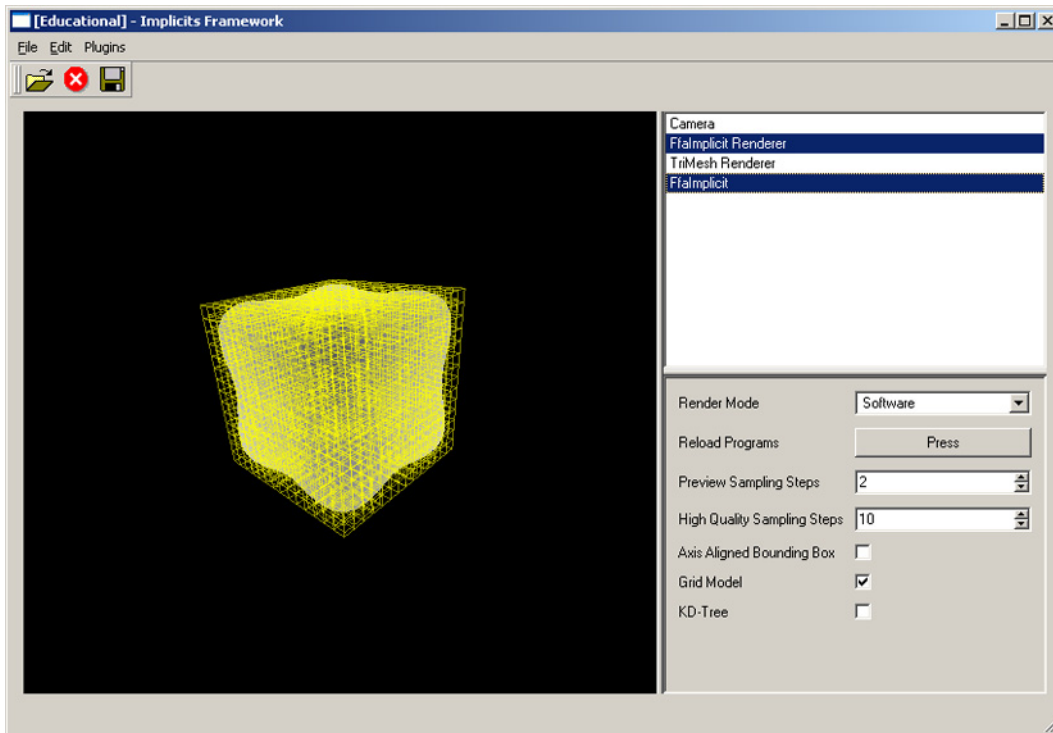 [Educational] - Implicits Framework
File Edit Plugins
Camera
FfaImplicit Renderer
TriMesh Renderer
FfaImplicit
Render Mode Software
Reload Programs Press
Preview Sampling Steps 2
High Quality Sampling Steps 10
Axis Aligned Bounding Box
Grid Model
KD-Tree